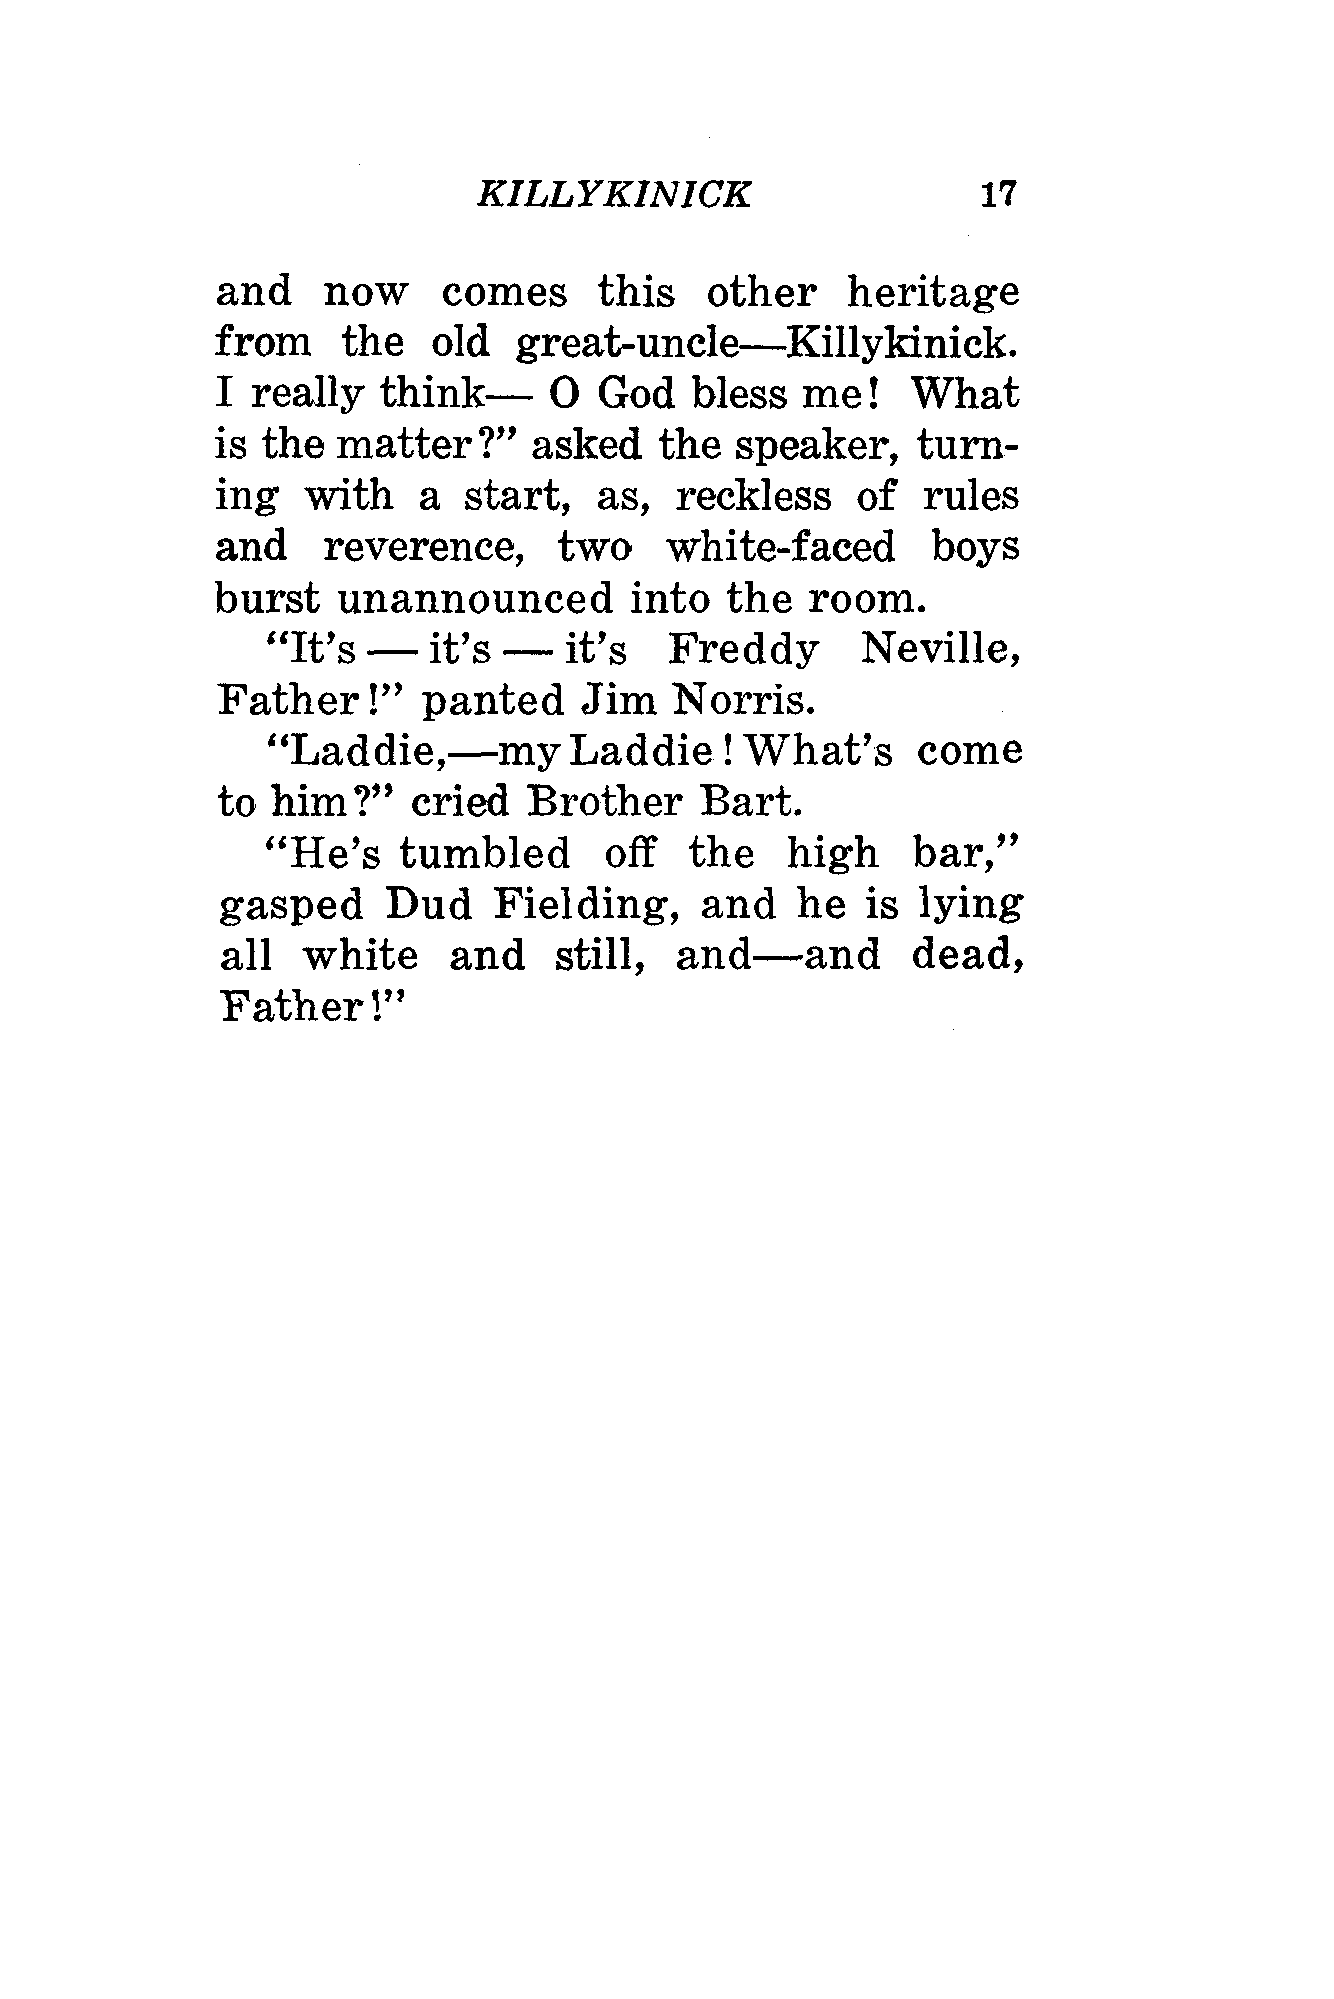 KILLYKINICK 17
and now comes this other heritage
from the old great-uncle—Killykinick.
I really think— O God bless me! What
is the matter?” asked the speaker, turn-
ing with a start, as, reckless of rules
and reverence, two white-faced boys
burst unannounced into the room.
“It’s — it’s — it’s Freddy Neville,
Father!” panted Jim Norris.
“Laddie,—my Laddie! What’s come
to him?” cried Brother Bart.
“He’s tumbled off the high bar,”
gasped Dud Fielding, and he is lying
all white and still, and—and dead,
Father!”